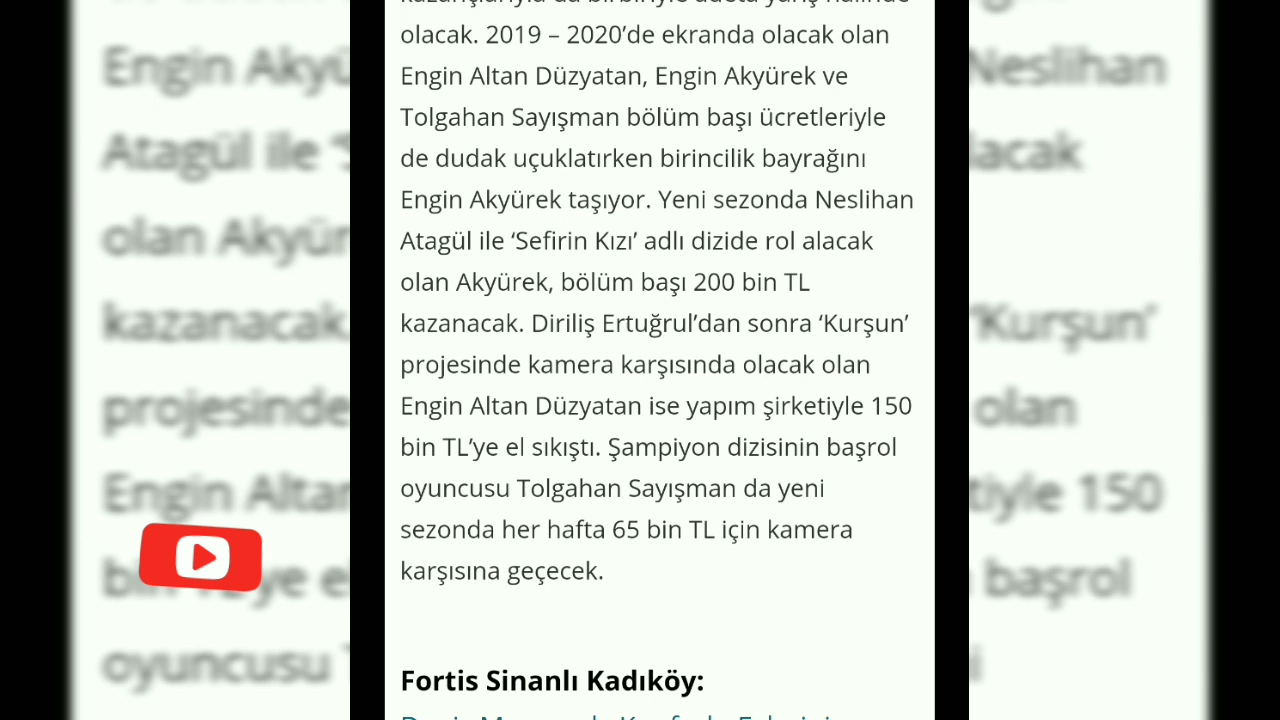 olacak. 2019 – 2020’de ekranda olacak olan
Engin Altan Düzyatan, Engin Akyürek ve
Tolgahan Sayışman bölüm başı ücretleriyle
de dudak uçuklatırken birincilik bayrağını
Engin Akyürek taşıyor. Yeni sezonda Neslihan
Atagül ile ‘Sefirin Kızı’ adlı dizide rol alacak
olan Akyürek, bölüm başı 200 bin TL
kazanacak. Diriliş Ertuğrul’dan sonra ‘Kurşun’
projesinde kamera karşısında olacak olan
Engin Altan Düzyatan ise yapım şirketiyle 150
bin TL’ye el sıkıştı. Şampiyon dizisinin başrol
oyuncusu Tolgahan Sayışman da yeni
sezonda her hafta 65 bin TL için kamera
karşısına geçecek.
Fortis Sinanlı Kadıköy: